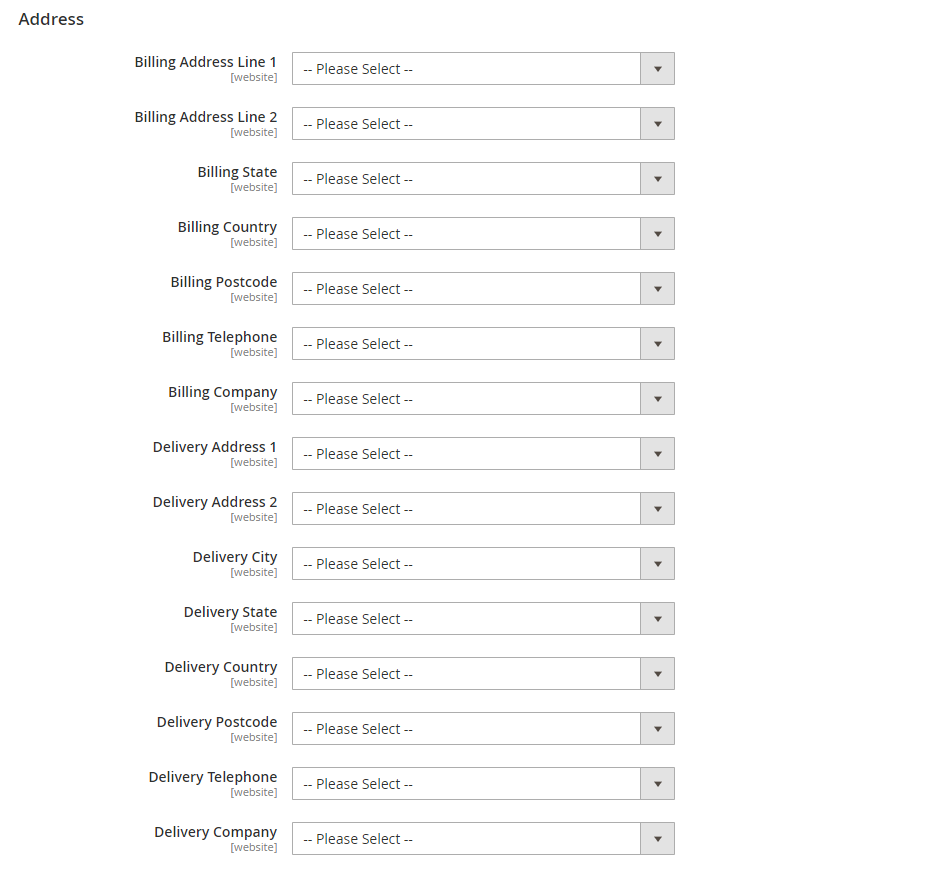 Address
Billing Address Line 1
[website]
-- Please Select --
Billing Address Line 2
[website]
-- Please Select --
Billing State
[website]
-- Please Select --
Billing Country
[website]
-- Please Select --
Billing Postcode
[website]
-- Please Select --
Billing Telephone
[website]
-- Please Select --
Billing Company
[website]
-- Please Select --
Delivery Address 1
[website]
-- Please Select --
Delivery Address 2
[website]
-- Please Select --
Delivery City
[website]
-- Please Select --
Delivery State
[website]
-- Please Select --
Delivery Country
[website]
-- Please Select --
Delivery Postcode
[website]
-- Please Select --
Delivery Telephone
[website]
-- Please Select --
Delivery Company
[website]
-- Please Select --